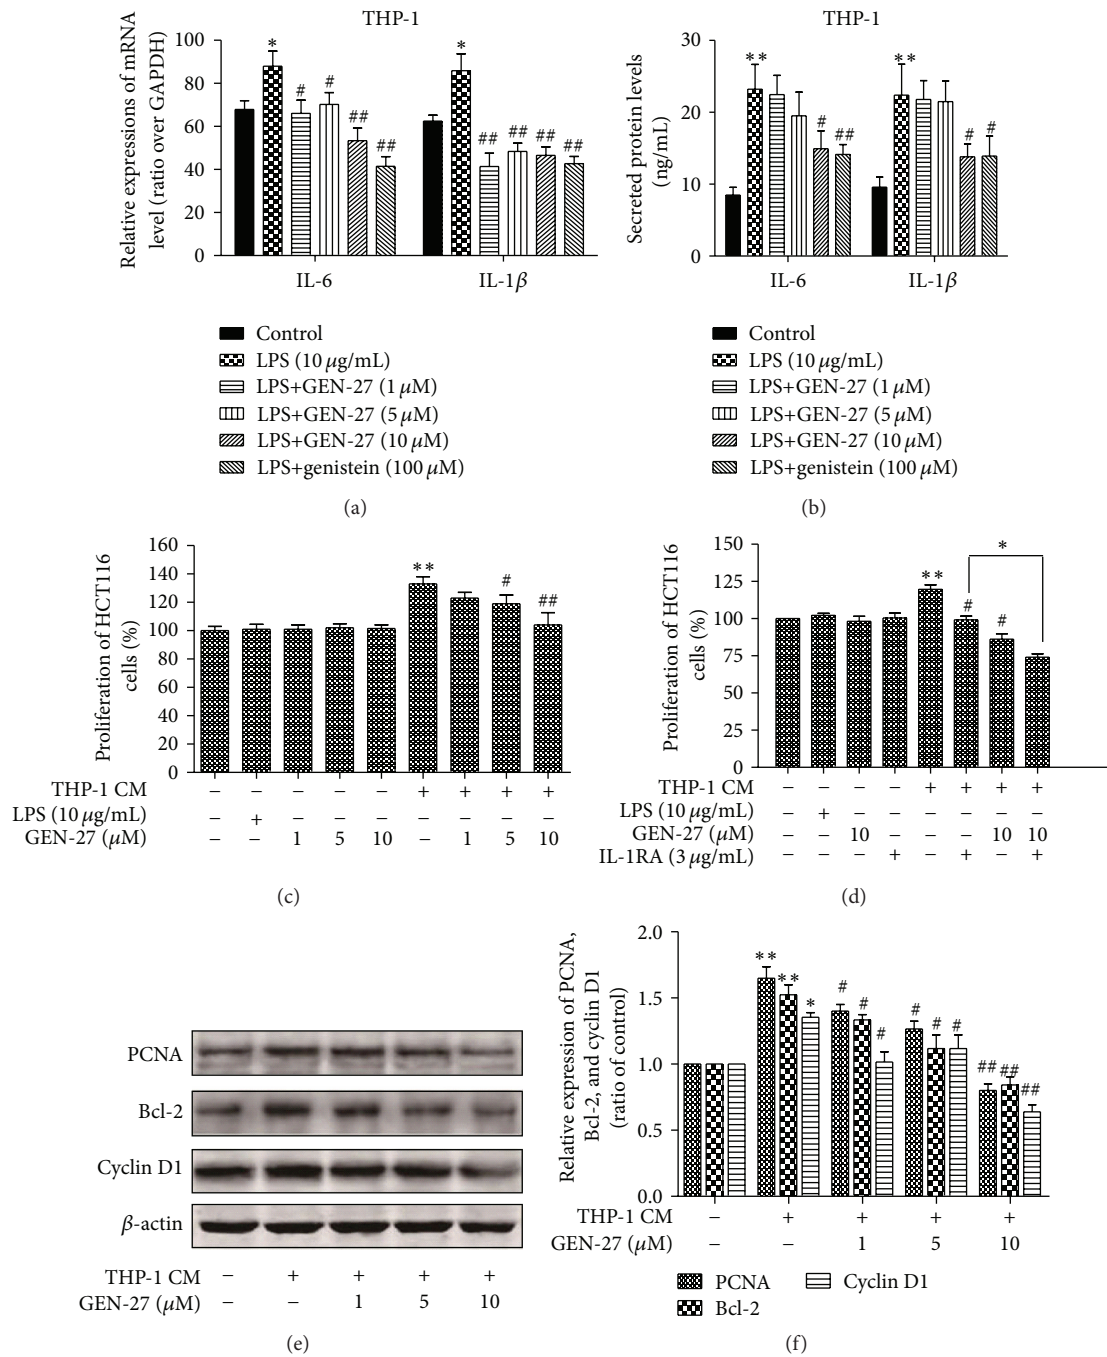 THP-1
Relative expressions of mRNA
level (ratio over GAPDH)
100
80
60
40
20
0
*
#
#
##
##
*
##
##
##
##
IL-6
IL-1β
Control
LPS (10 μg/mL)
LPS+GEN-27 (1 μM)
LPS+GEN-27 (5 μM)
LPS+GEN-27 (10 μM)
LPS+genistein (100 μM)
(a)
THP-1
Secreted protein levels
(ng/mL)
30
20
10
0
**
#
##
**
#
#
IL-6
IL-1β
Control
LPS (10 μg/mL)
LPS+GEN-27 (1 μM)
LPS+GEN-27 (5 μM)
LPS+GEN-27 (10 μM)
LPS+genistein (100 μM)
(b)
Proliferation of HCT116
cells (%)
160
140
120
100
80
60
40
20
0
**
#
##
THP-1 CM − − − − − + + + +
LPS (10 μg/mL) − + − − − − − − −
GEN-27 (μM) − − 1 5 10 − 1 5 10
(c)
Proliferation of HCT116
cells (%)
150
125
100
75
50
25
0
**
#
#
*
THP-1 CM − − − − + + + +
LPS (10 μg/mL) − + − − − − − −
GEN-27 (μM) − − 10 − − − 10 10
IL-1RA (3 μg/mL) − − − + − + − +
(d)
PCNA
Bcl-2
Cyclin D1
β-actin
THP-1 CM − + + + +
GEN-27 (μM) − − 1 5 10
(e)
Relative expression of PCNA,
Bcl-2, and cyclin D1
(ratio of control)
2.0
1.5
1.0
0.5
0.0
**
**
*
#
#
#
#
#
#
##
##
##
THP-1 CM − + + + +
GEN-27 (μM) − − 1 5 10
PCNA
Bcl-2
Cyclin D1
(f)